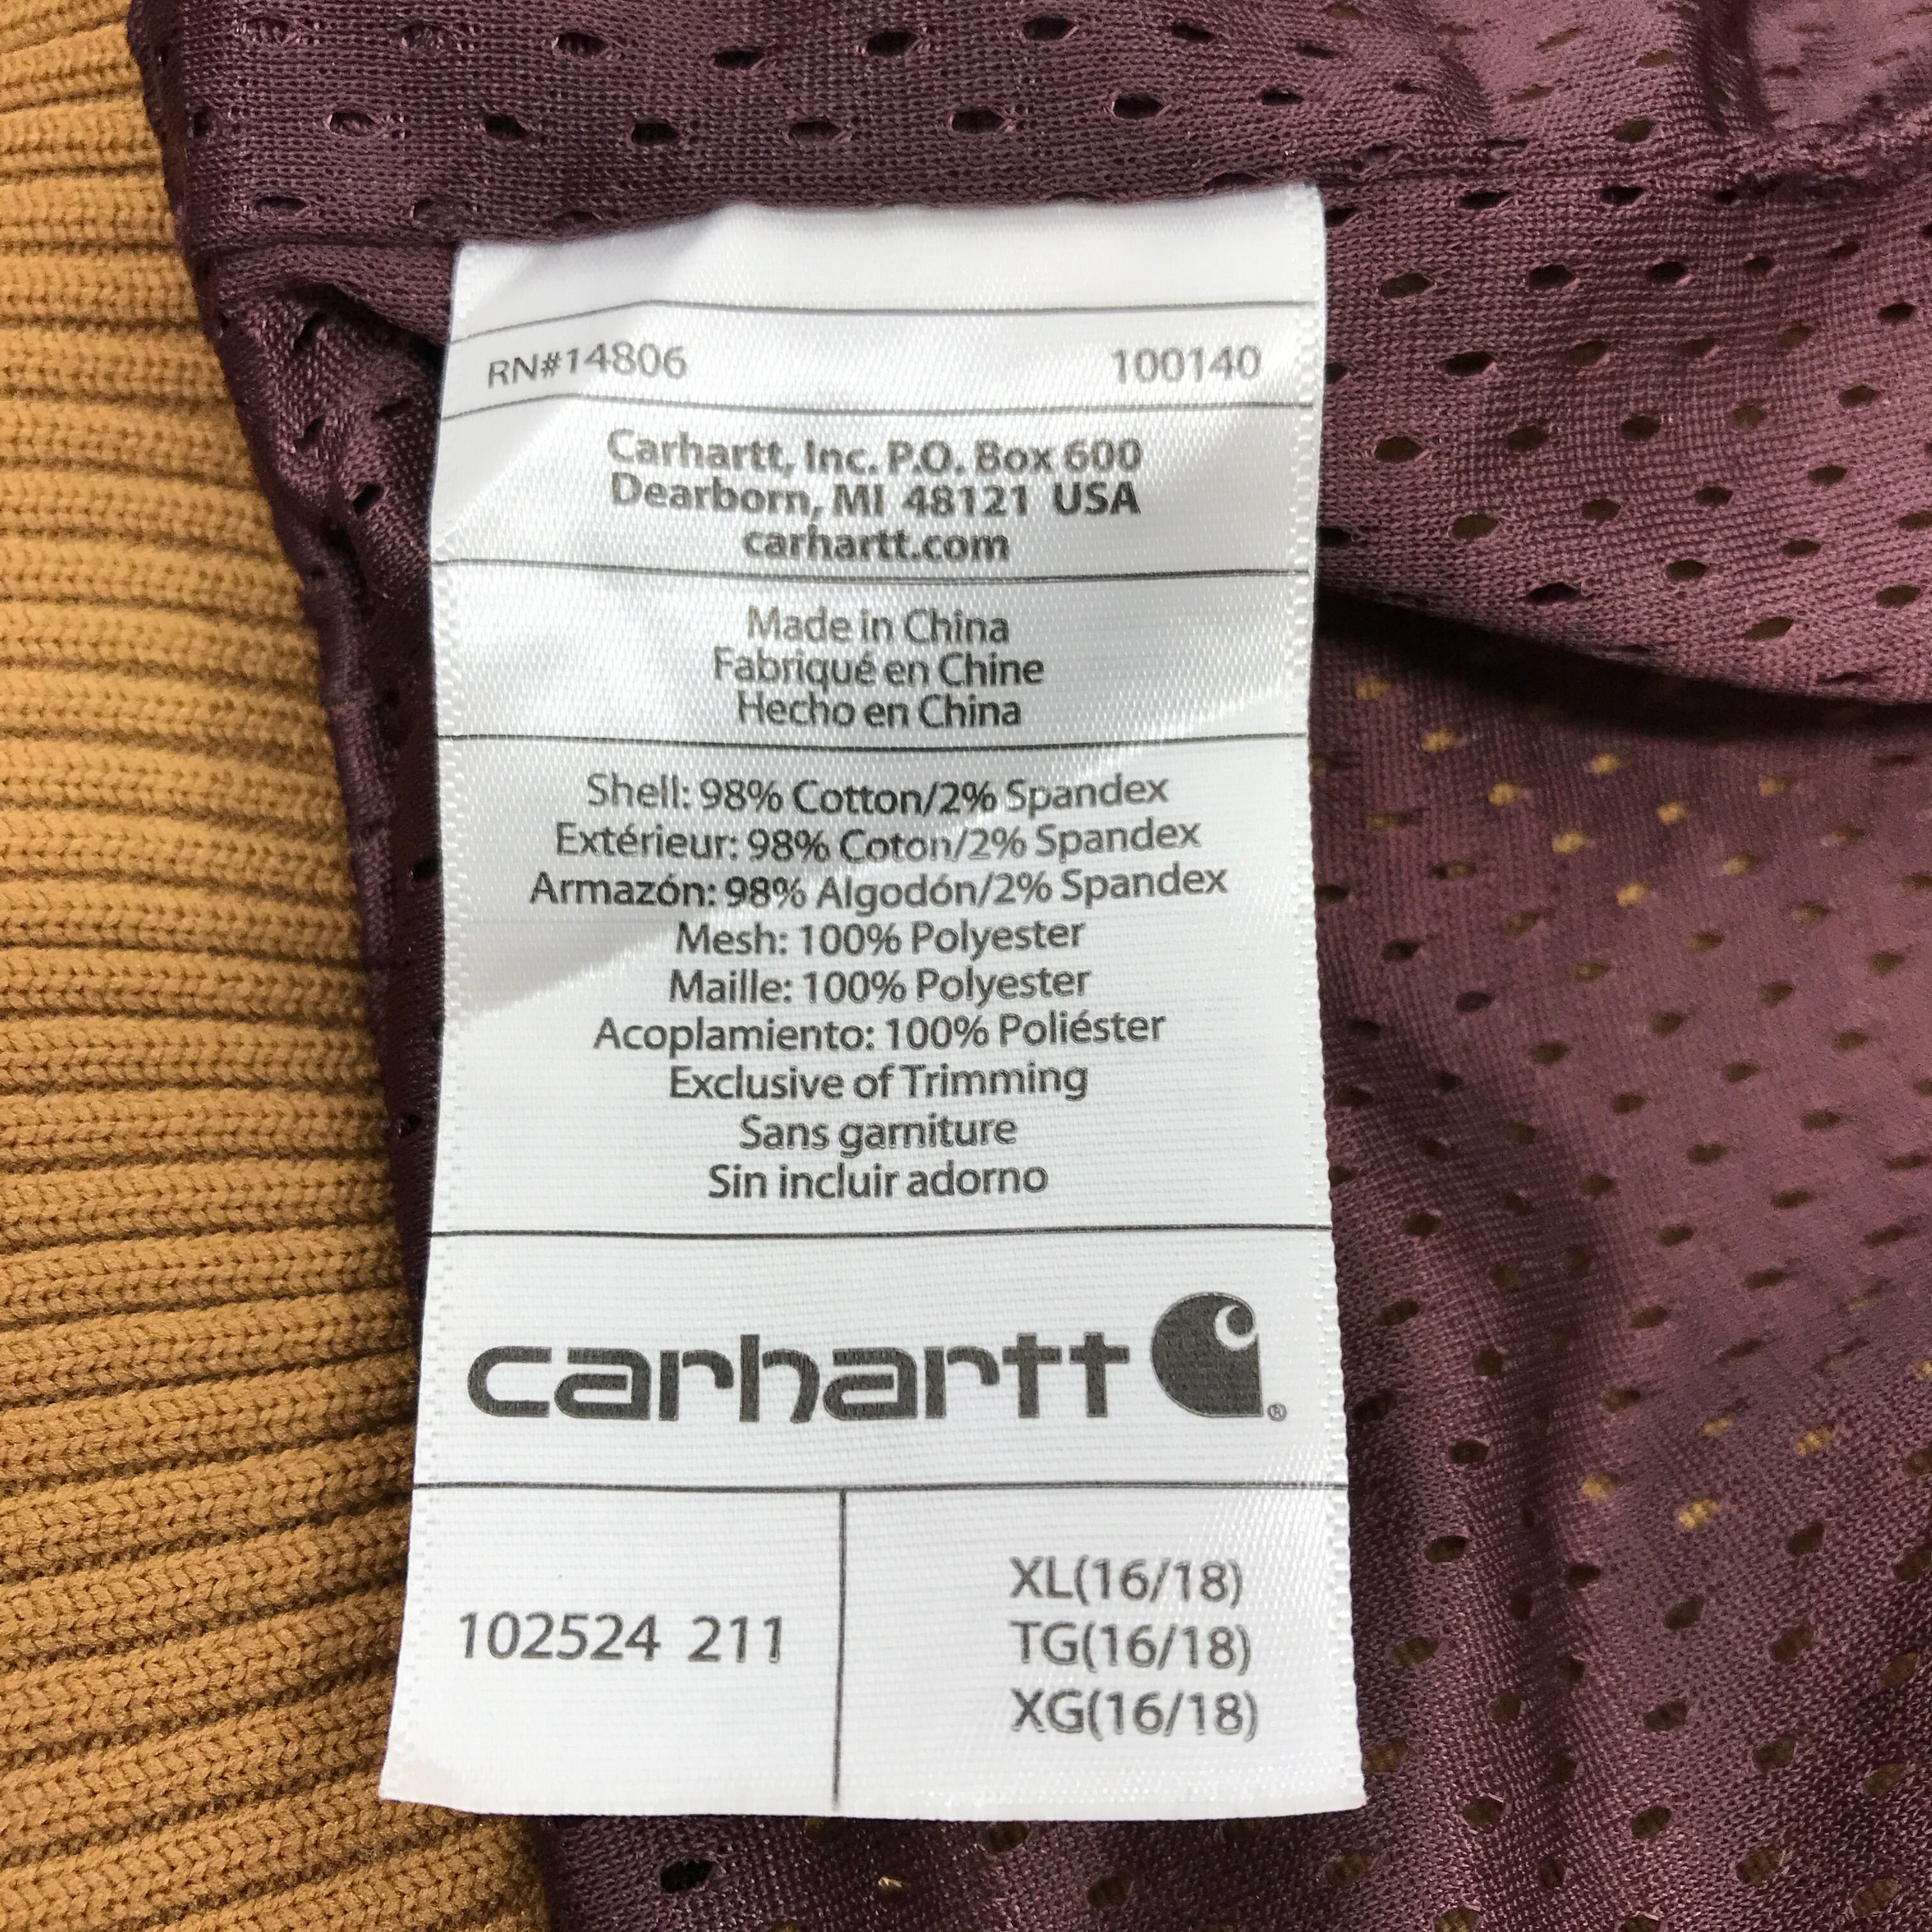 RN#14806 100140
Carhartt, Inc. P.O. Box 600
Dearborn, MI 48121 USA
carhartt.com
Made in China
Fabriqué en Chine
Hecho en China
Shell: 98% Cotton/2% Spandex
Extérieur: 98% Coton/2% Spandex
Armazón: 98% Algodón/2% Spandex
Mesh: 100% Polyester
Maille: 100% Polyester
Acoplamiento: 100% Poliéster
Exclusive of Trimming
Sans garniture
Sin incluir adorno
carhartt ®
102524 211
XL(16/18)
TG(16/18)
XG(16/18)